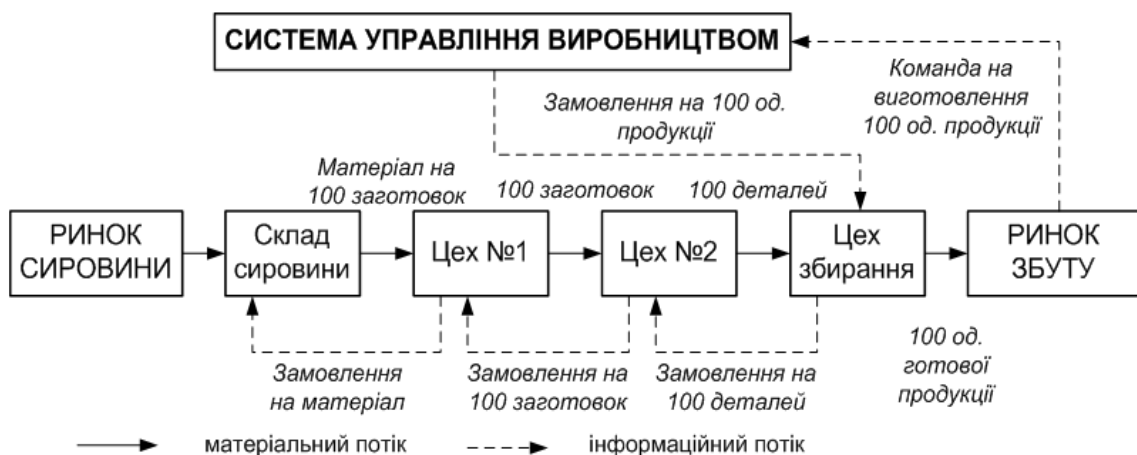 СИСТЕМА УПРАВЛІННЯ ВИРОБНИЦТВОМ
Команда на
виготовлення
100 од. продукції
Замовлення на 100 од.
продукції
Матеріал на
100 заготовок
100 заготовок
100 деталей
РИНОК
СИРОВИНИ
Склад
сировини
Цех №1
Цех №2
Цех
збирання
РИНОК
ЗБУТУ
Замовлення
на матеріал
Замовлення на
100 заготовок
Замовлення на
100 деталей
100 од.
готової
продукції
матеріальний потік
інформаційний потік